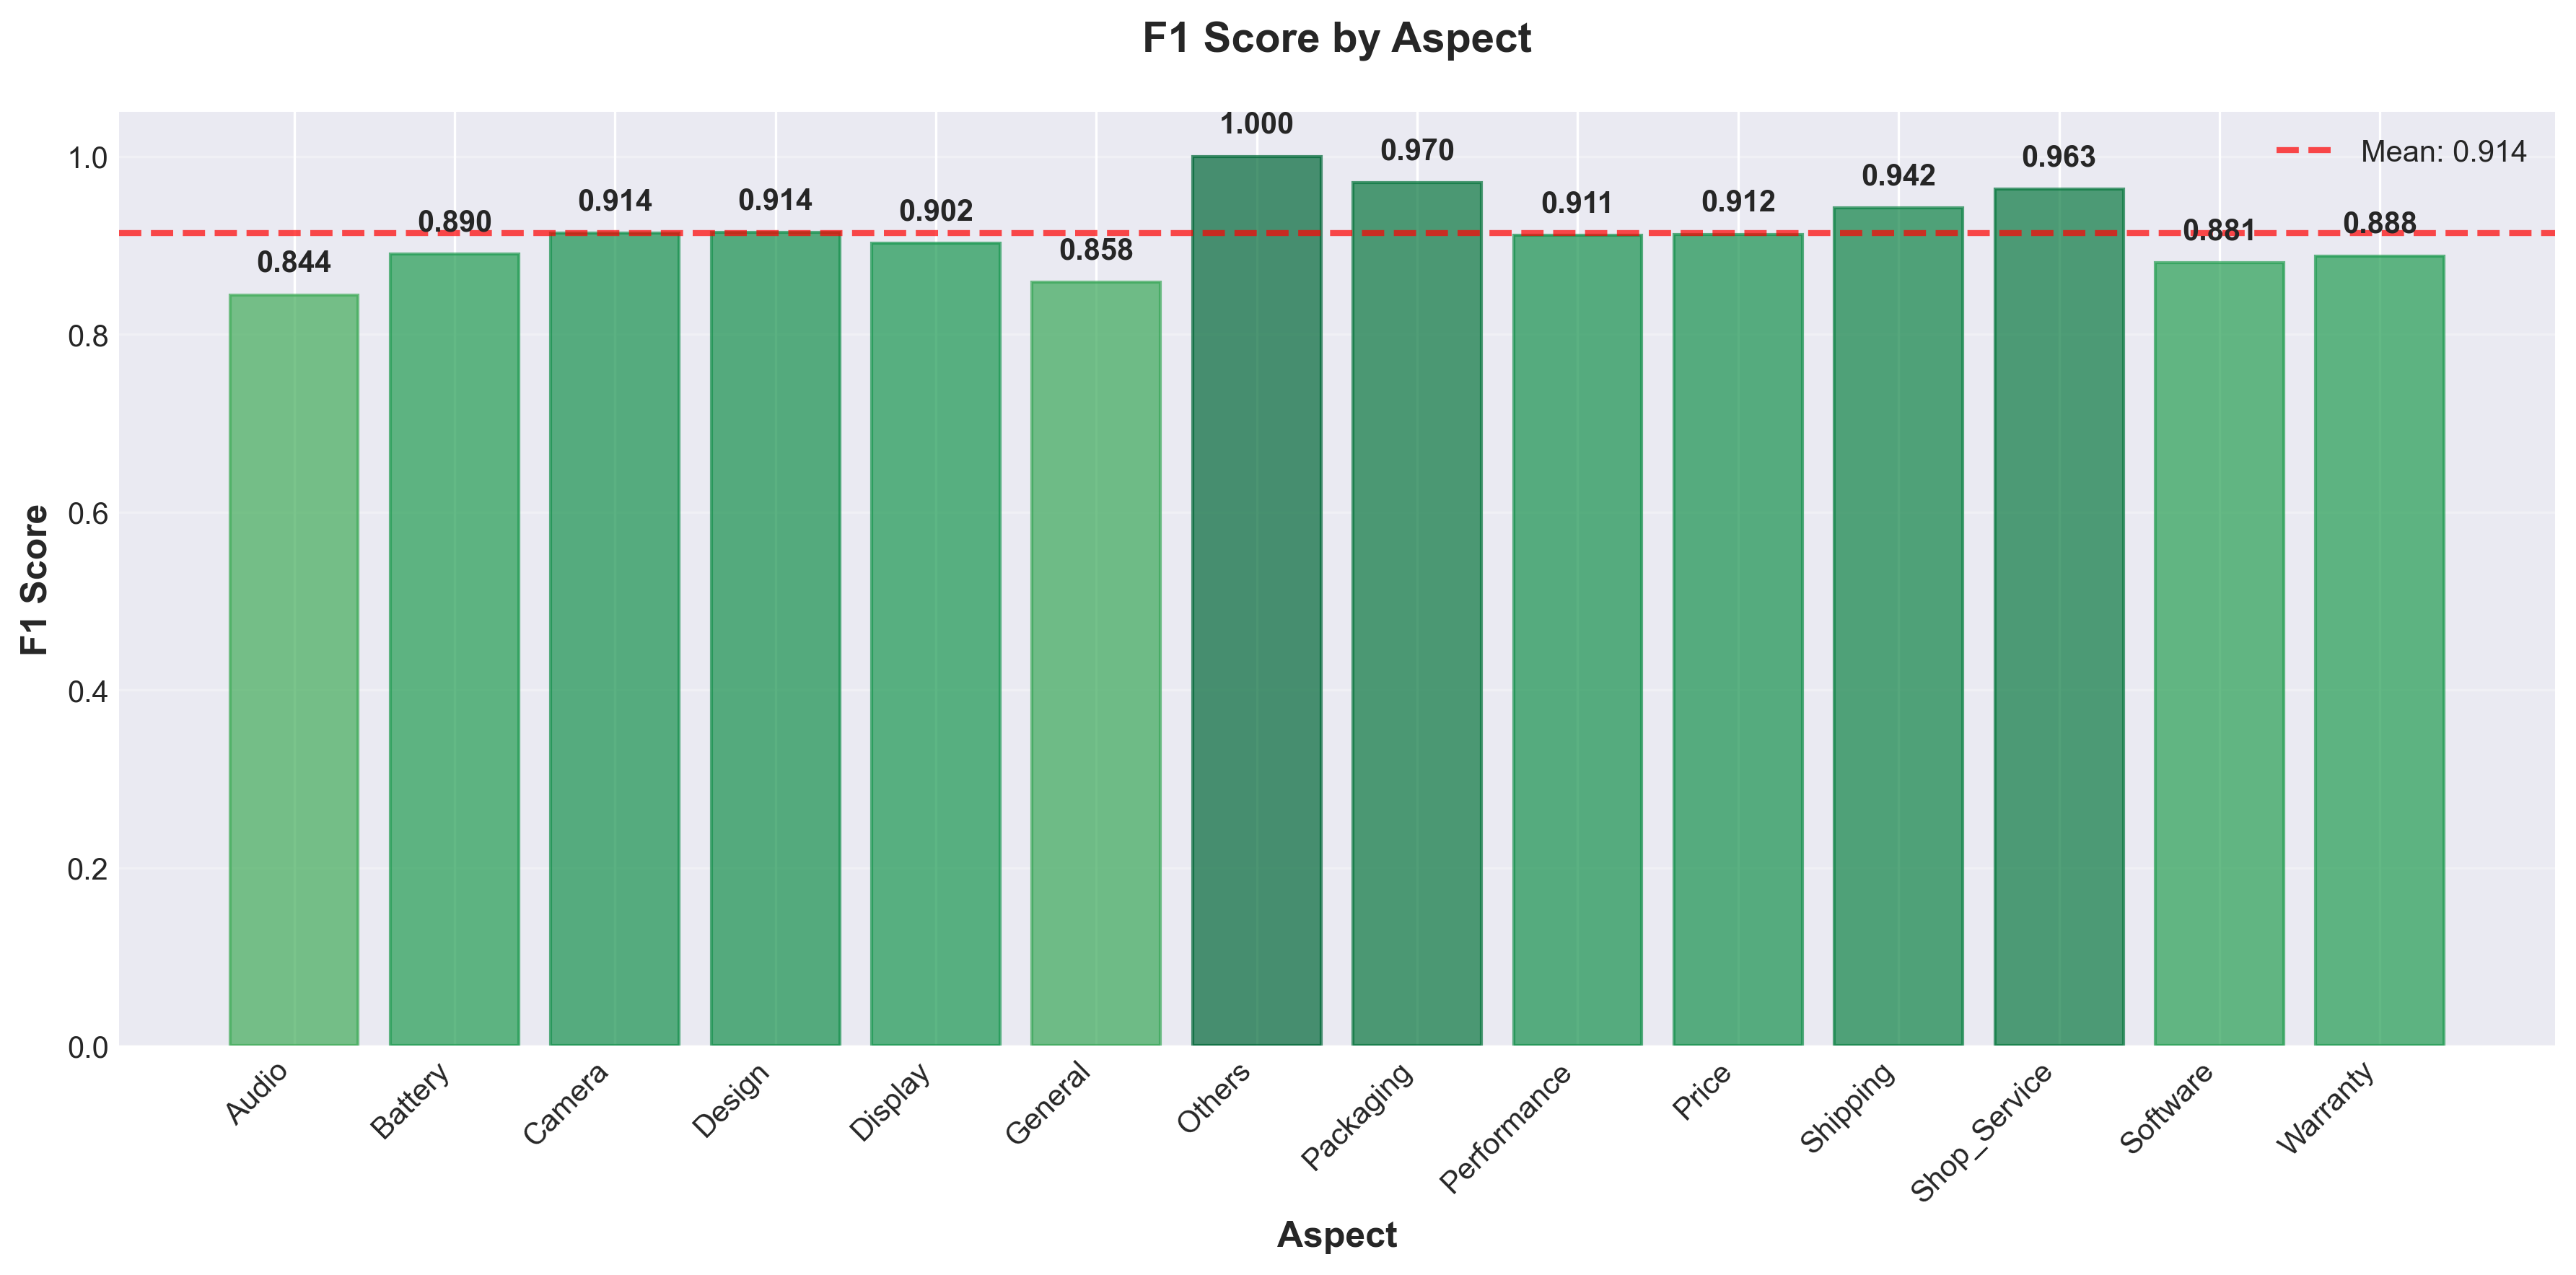 F1 Score by Aspect
Mean: 0.914
1.000
0.970
0.963
0.942
0.914
0.914
0.902
0.911
0.912
0.890
0.881
0.888
0.858
0.844
1.0
0.8
0.6
0.4
0.2
0.0
F1 Score
Audio
Battery
Camera
Design
Display
General
Others
Packaging
Performance
Price
Shipping
Shop_Service
Software
Warranty
Aspect